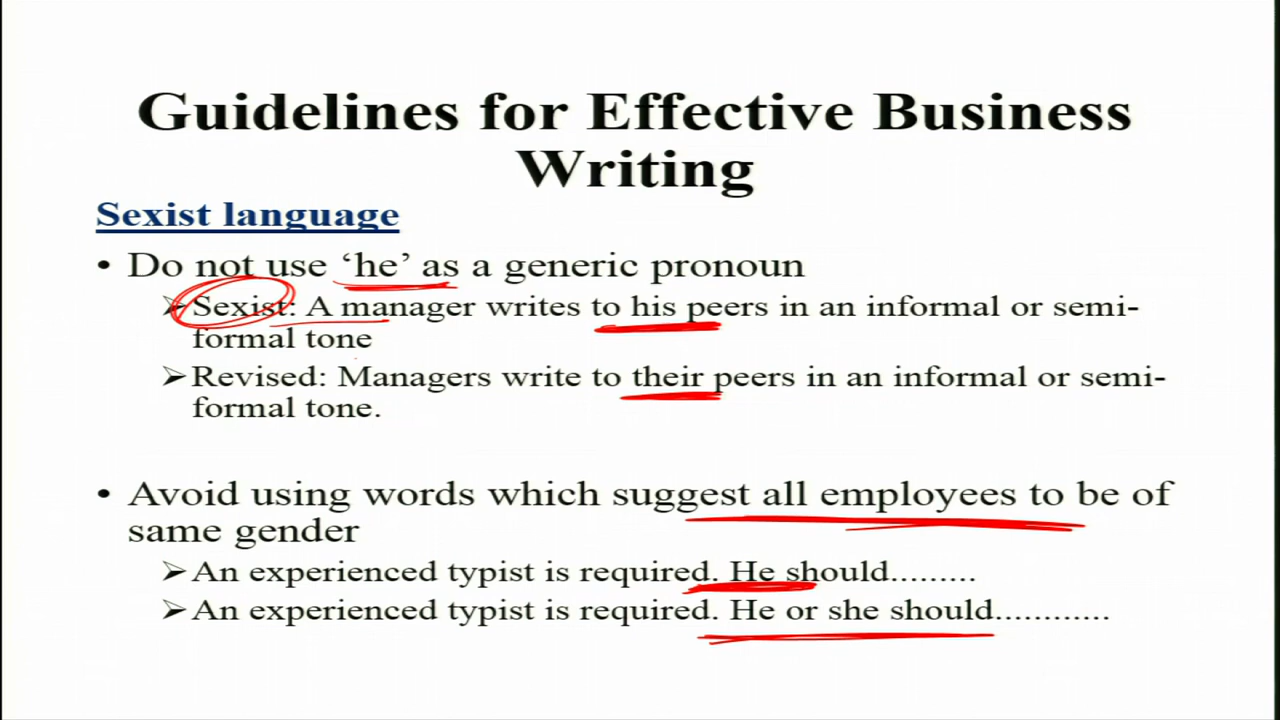 Guidelines for Effective Business
Writing
Sexist language
• Do not use ‘he’ as a generic pronoun
➤Sexist: A manager writes to his peers in an informal or semi-
formal tone
➤Revised: Managers write to their peers in an informal or semi-
formal tone.
• Avoid using words which suggest all employees to be of
same gender
➤An experienced typist is required. He should.........
➤An experienced typist is required. He or she should............